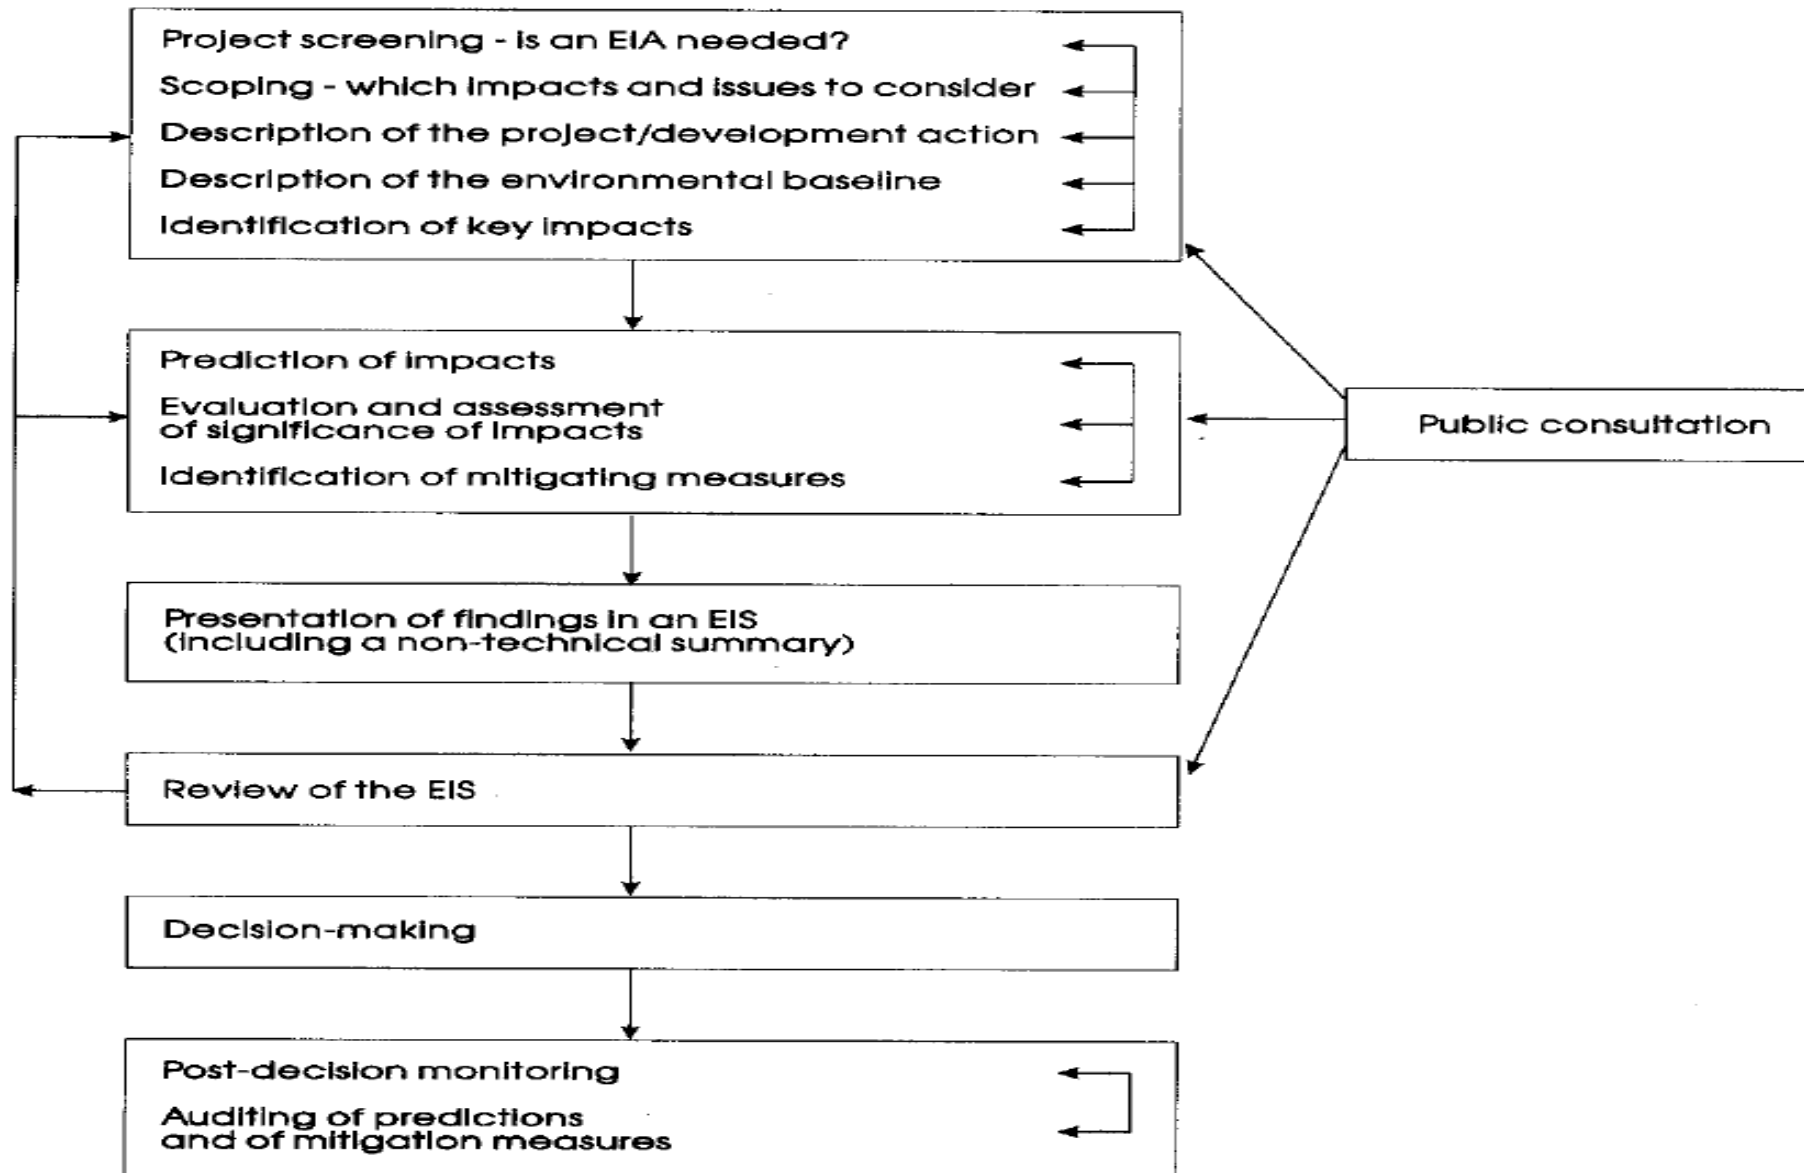 Project screening - is an EIA needed?
Scoping - which impacts and issues to consider
Description of the project/development action
Description of the environmental baseline
Identification of key impacts
Prediction of impacts
Evaluation and assessment
of significance of impacts
Identification of mitigating measures
Public consultation
Presentation of findings in an EIS
(including a non-technical summary)
Review of the EIS
Decision-making
Post-decision monitoring
Auditing of predictions
and of mitigation measures